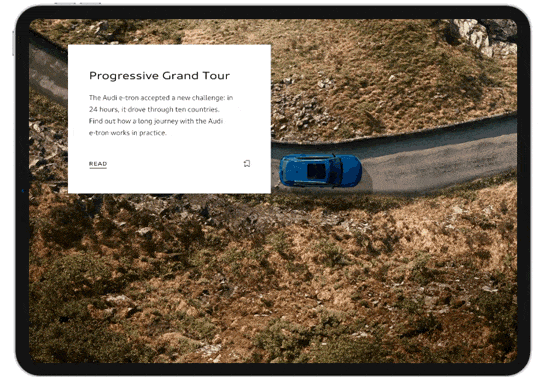 Progressive Grand Tour
The Audi e-tron accepted a new challenge: in
24 hours, it drove through ten countries.
Find out how a long journey with the Audi
e-tron works in practice.
READ